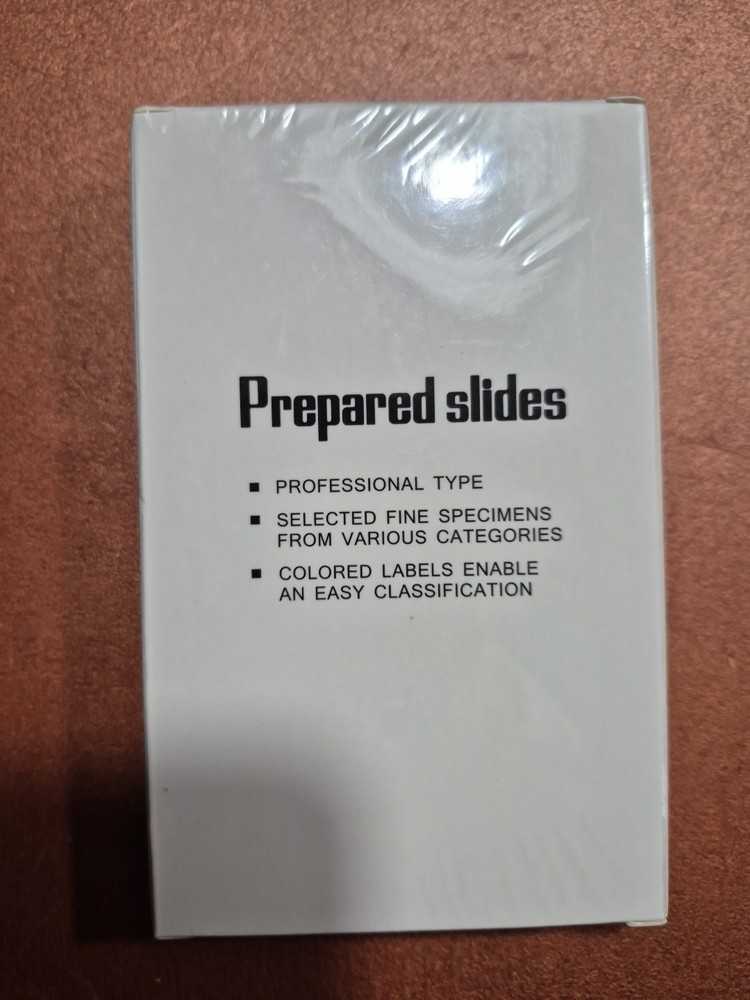 Prepared slides
■ PROFESSIONAL TYPE
■ SELECTED FINE SPECIMENS
FROM VARIOUS CATEGORIES
■ COLORED LABELS ENABLE
AN EASY CLASSIFICATION